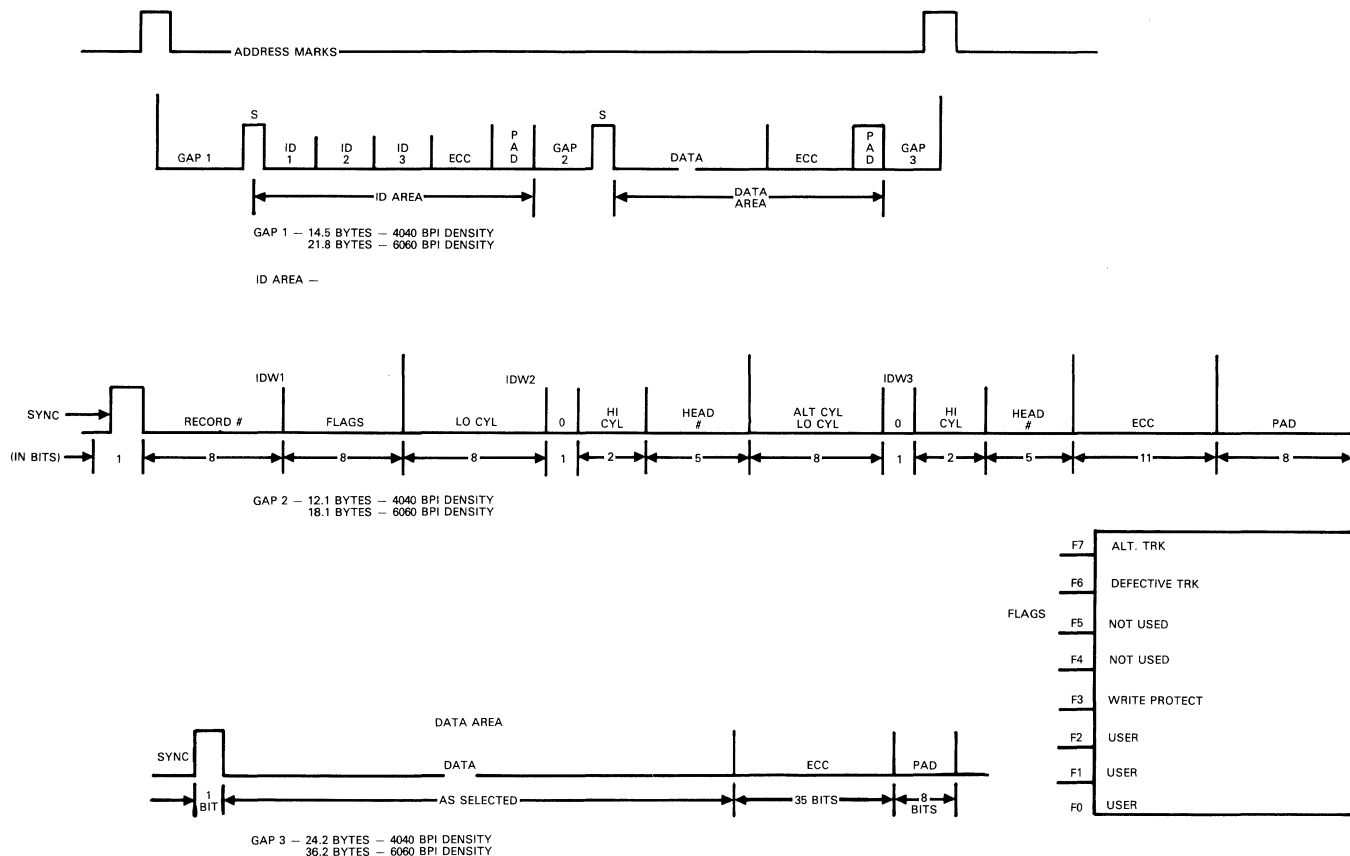 ADDRESS MARKS
S
S
GAP 1
ID 1
ID 2
ID 3
ECC
PAD
GAP 2
DATA
ECC
PAD
GAP 3
ID AREA
DATA AREA
GAP 1 — 14.5 BYTES — 4040 BPI DENSITY
21.8 BYTES — 6060 BPI DENSITY
ID AREA —
IDW1
IDW2
IDW3
SYNC
RECORD #
FLAGS
LO CYL
0
HI CYL
HEAD #
ALT CYL LO CYL
0
HI CYL
HEAD #
ECC
PAD
(IN BITS)
1
8
8
8
1
2
5
8
1
2
5
11
8
GAP 2 — 12.1 BYTES — 4040 BPI DENSITY
18.1 BYTES — 6060 BPI DENSITY
FLAGS
F7 ALT. TRK
F6 DEFECTIVE TRK
F5 NOT USED
F4 NOT USED
F3 WRITE PROTECT
F2 USER
F1 USER
F0 USER
DATA AREA
SYNC
DATA
ECC
PAD
1 BIT
AS SELECTED
35 BITS
8 BITS
GAP 3 — 24.2 BYTES — 4040 BPI DENSITY
36.2 BYTES — 6060 BPI DENSITY